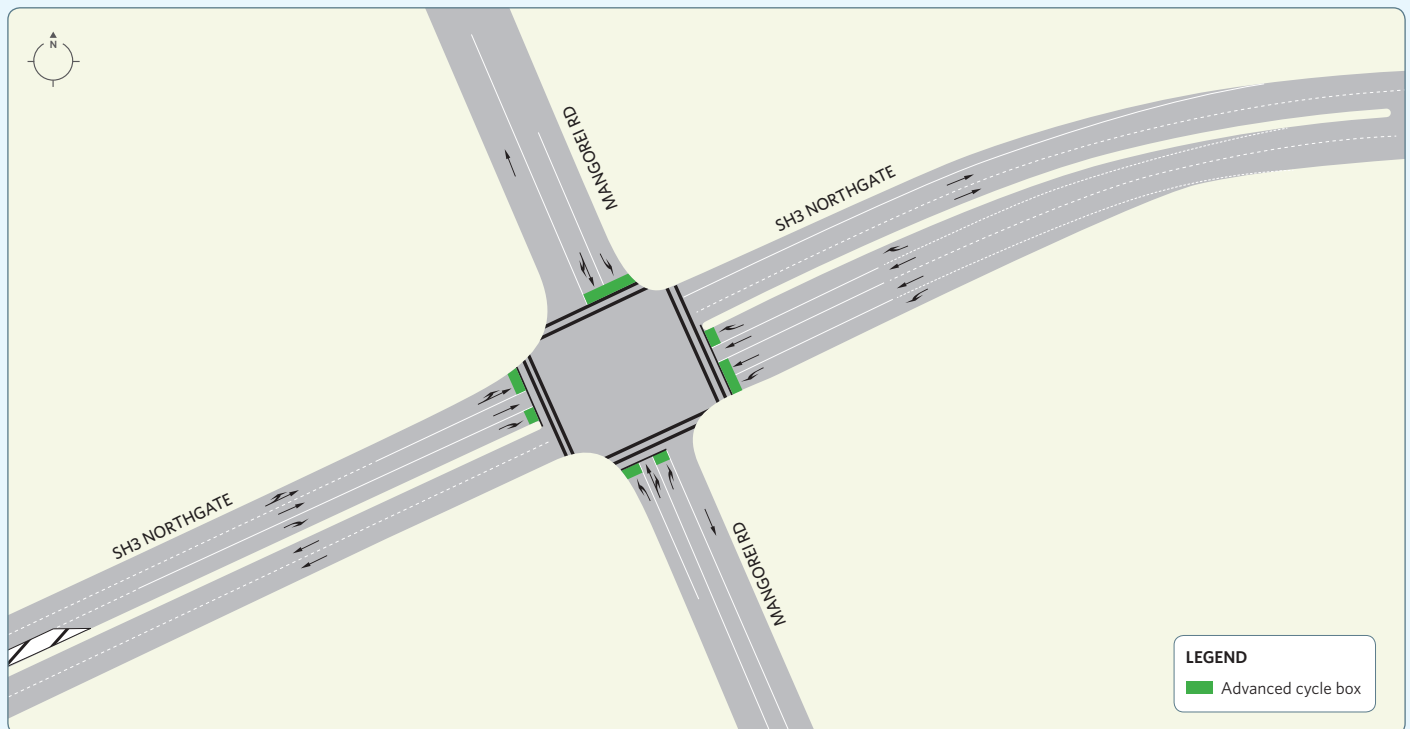 N
MANGOREI RD
SH3 NORTHGATE
SH3 NORTHGATE
MANGOREI RD
LEGEND
Advanced cycle box